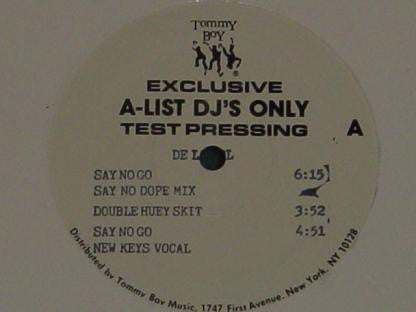 Tommy
Boy
®
EXCLUSIVE
A-LIST DJ'S ONLY
TEST PRESSING A
DE L
SAY NO GO 6:15
SAY NO DOPE MIX
DOUBLE HUEY SKIT 3:52
SAY NO GO 4:51
NEW KEYS VOCAL
Distributed by Tommy Boy Music, 1747 First Avenue, New York, NY 10128